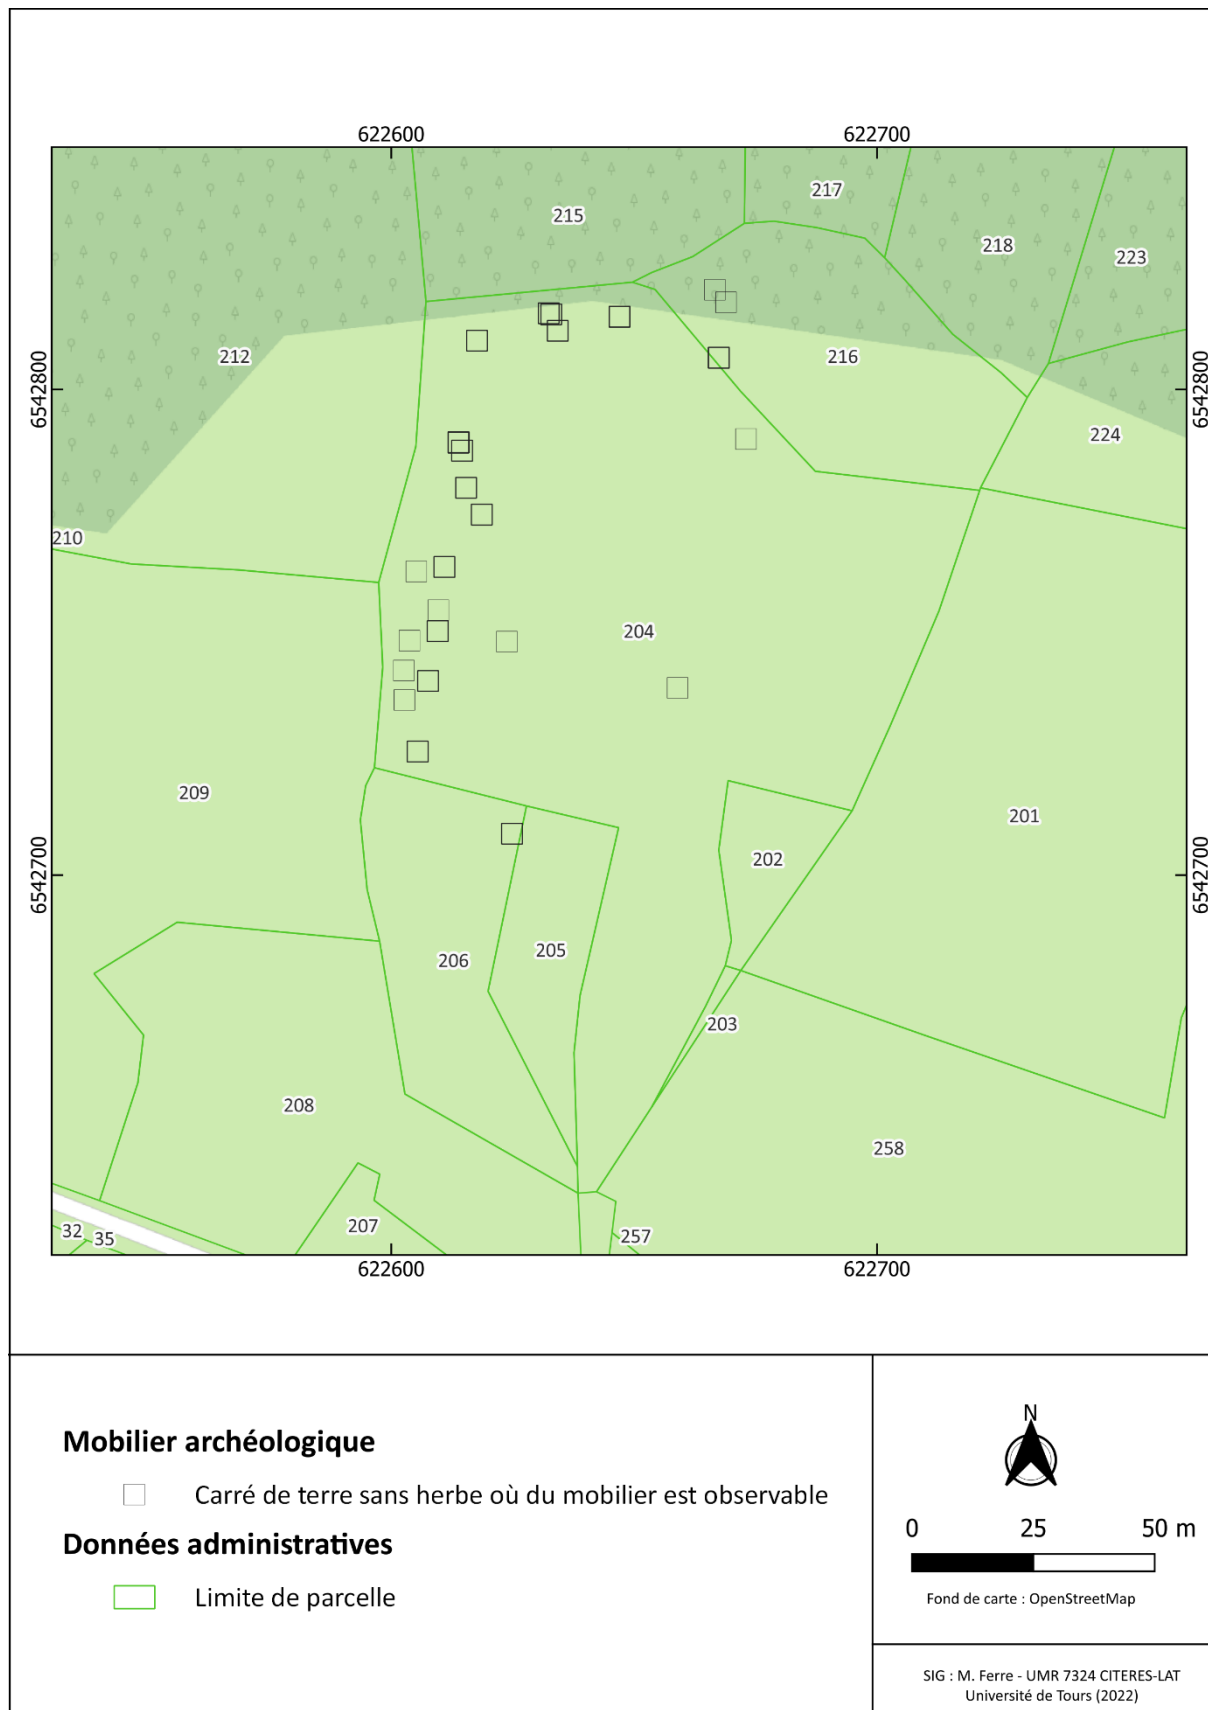 622600 622700
217
215
218
223
212
216
6542800 6542800
224
210
204
209
201
202
6542700 6542700
206
205
203
208
258
207
32
35
257
622600 622700
Mobilier archéologique
Carré de terre sans herbe où du mobilier est observable
Données administratives
Limite de parcelle
N
0 25 50 m
Fond de carte : OpenStreetMap
SIG : M. Ferre - UMR 7324 CITERES-LAT
Université de Tours (2022)